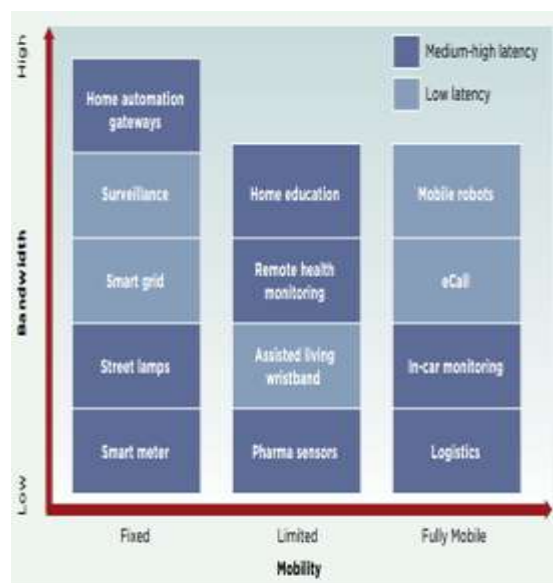 High
Medium-high latency
Low latency
Home automation
gateways
Surveillance
Home education
Mobile robots
Bandwidth
Smart grid
Remote health
monitoring
eCall
Street lamps
Assisted living
wristband
In-car monitoring
Smart meter
Pharma sensors
Logistics
Low
Fixed
Limited
Fully Mobile
Mobility